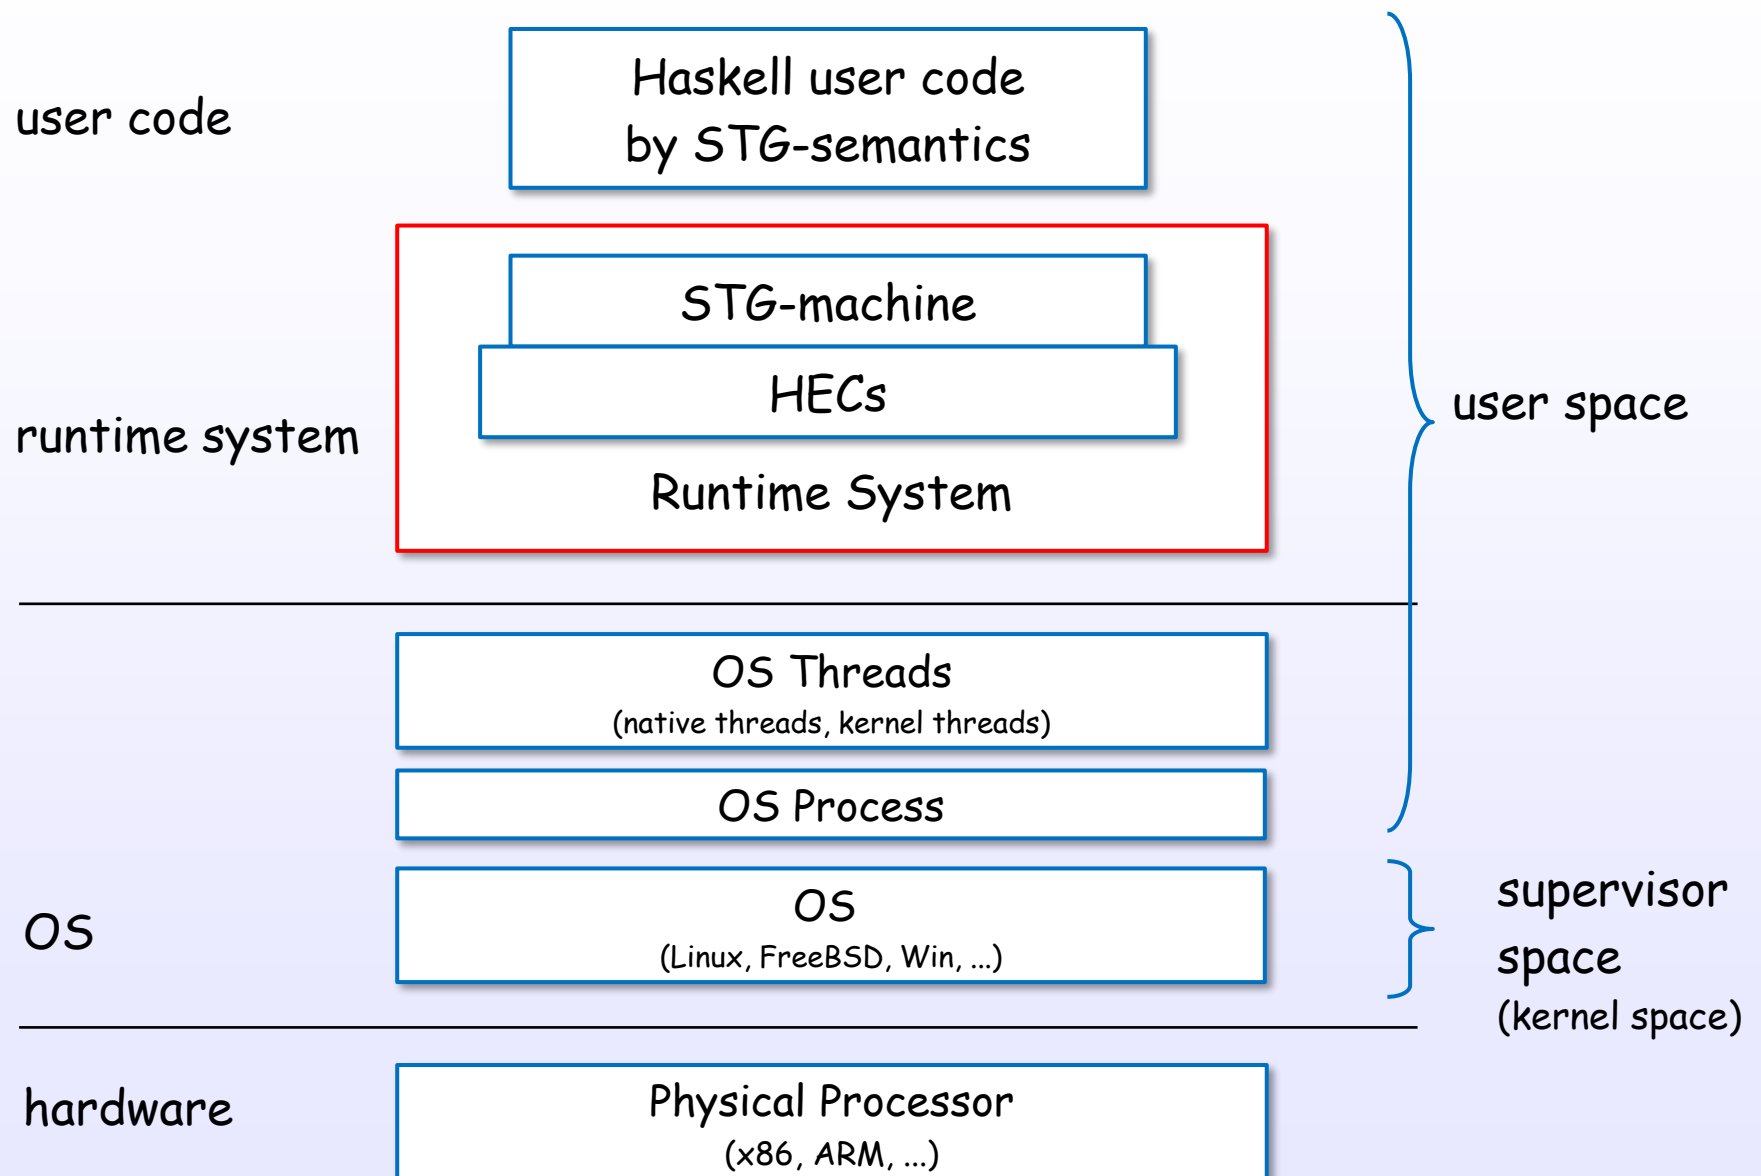 user code
Haskell user code
by STG-semantics
STG-machine
HECs
runtime system
Runtime System
user space
OS Threads
(native threads, kernel threads)
OS Process
OS
OS
(Linux, FreeBSD, Win, ...)
supervisor
space
(kernel space)
hardware
Physical Processor
(x86, ARM, ...)